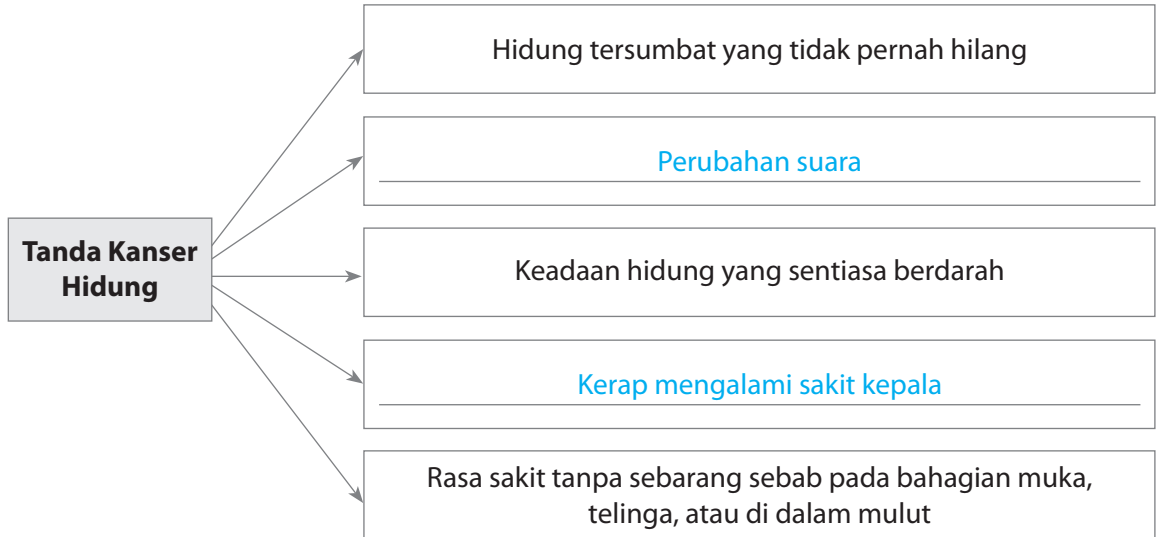 Hidung tersumbat yang tidak pernah hilang
Perubahan suara
Tanda Kanser
Hidung
Keadaan hidung yang sentiasa berdarah
Kerap mengalami sakit kepala
Rasa sakit tanpa sebarang sebab pada bahagian muka,
telinga, atau di dalam mulut